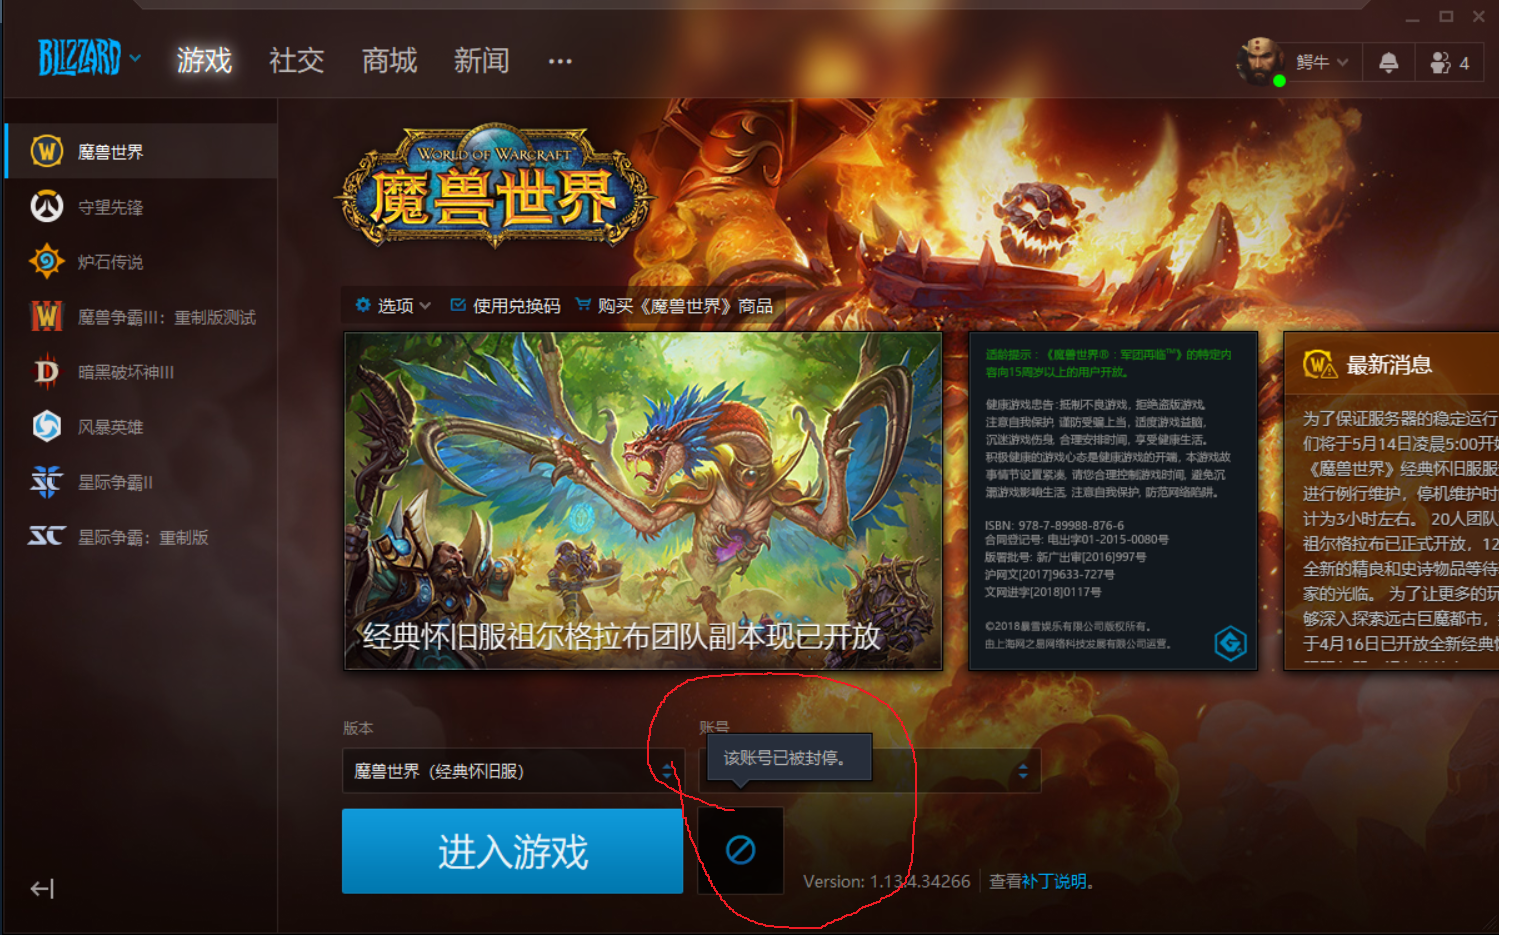 BLIZZARD
游戏
社交
商城
新闻
鳄牛
4
魔兽世界
守望先锋
炉石传说
魔兽争霸III：重制版测试
暗黑破坏神III
风暴英雄
星际争霸II
星际争霸：重制版
WORLD OF WARCRAFT
魔兽世界
选项
使用兑换码
购买《魔兽世界》商品
经典怀旧服祖尔格拉布团队副本现已开放
适龄提示：《魔兽世界®：军团再临™》的特定内
容向15周岁以上的用户开放。
健康游戏忠告:抵制不良游戏, 拒绝盗版游戏。
注意自我保护, 谨防受骗上当, 适度游戏益脑,
沉迷游戏伤身, 合理安排时间, 享受健康生活。
积极健康的游戏心态是健康游戏的开端, 本游戏故
事情节设置紧凑, 请您合理控制游戏时间, 避免沉
溺游戏影响生活, 注意自我保护, 防范网络陷阱。
ISBN: 978-7-89988-876-6
合同登记号: 电出字01-2015-0080号
版署批号: 新广出审[2016]997号
沪网文[2017]9633-727号
文网进字[2018]0117号
©2018暴雪娱乐有限公司版权所有。
由上海网之易网络科技发展有限公司运营。
最新消息
为了保证服务器的稳定运行
们将于5月14日凌晨5:00开
《魔兽世界》经典怀旧服服
进行例行维护，停机维护时
计为3小时左右。 20人团队
祖尔格拉布已正式开放，12
全新的精良和史诗物品等待
家的光临。 为了让更多的玩
够深入探索远古巨魔都市，
于4月16日已开放全新经典
版本
账号
魔兽世界（经典怀旧服）
该账号已被封停。
进入游戏
Version: 1.13.4.34266
查看补丁说明。